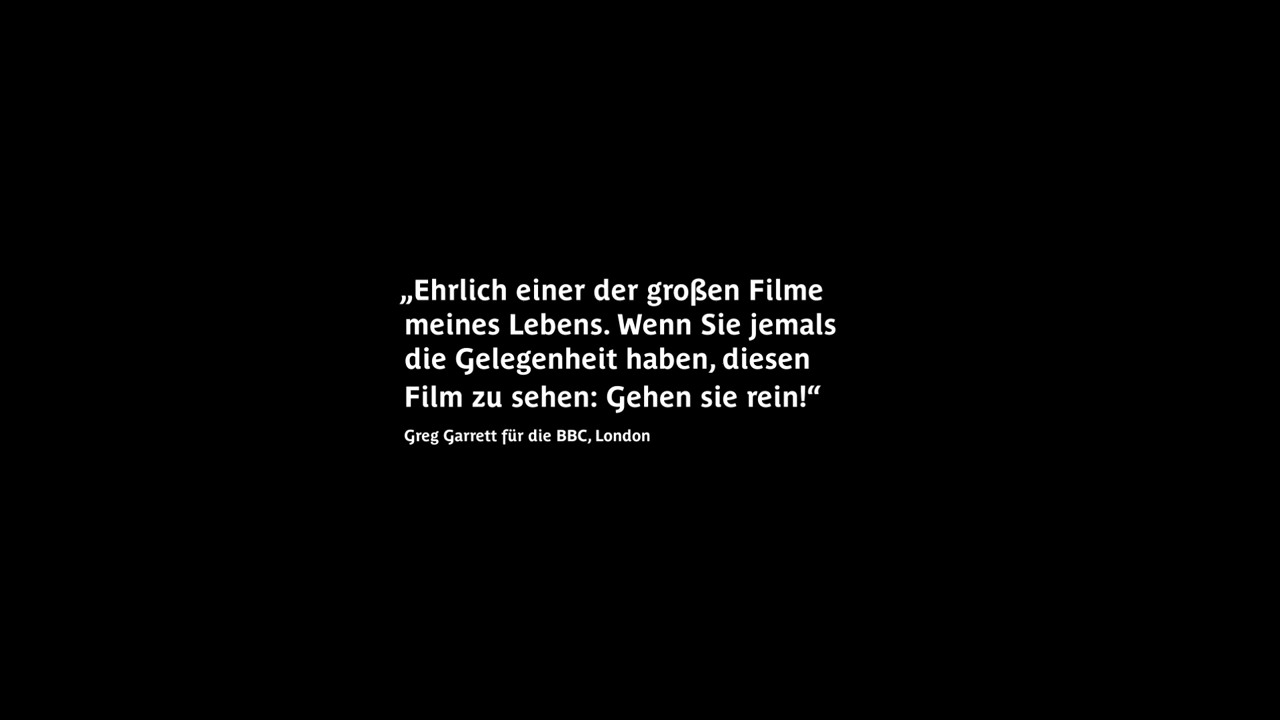 „Ehrlich einer der großen Filme
meines Lebens. Wenn Sie jemals
die Gelegenheit haben, diesen
Film zu sehen: Gehen sie rein!“
Greg Garrett für die BBC, London